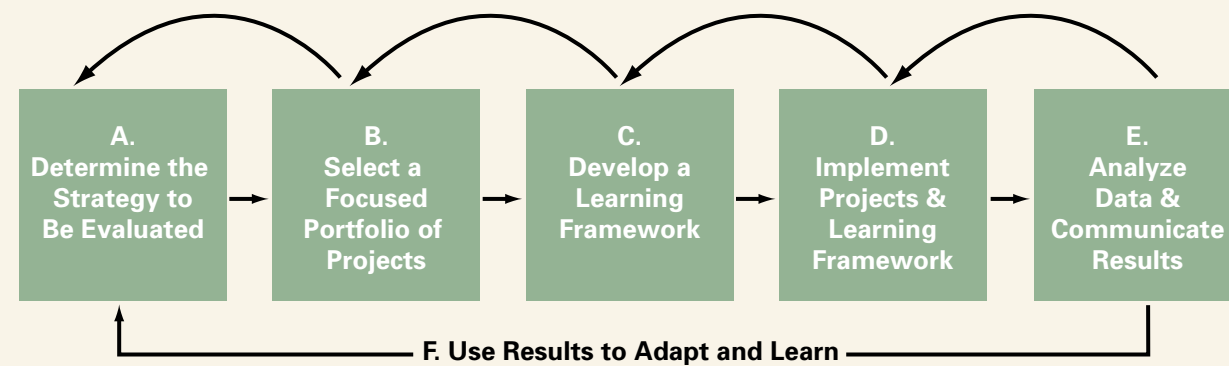 A.
Determine the
Strategy to
Be Evaluated
B.
Select a
Focused
Portfolio of
Projects
C.
Develop a
Learning
Framework
D.
Implement
Projects &
Learning
Framework
E.
Analyze
Data &
Communicate
Results
F. Use Results to Adapt and Learn